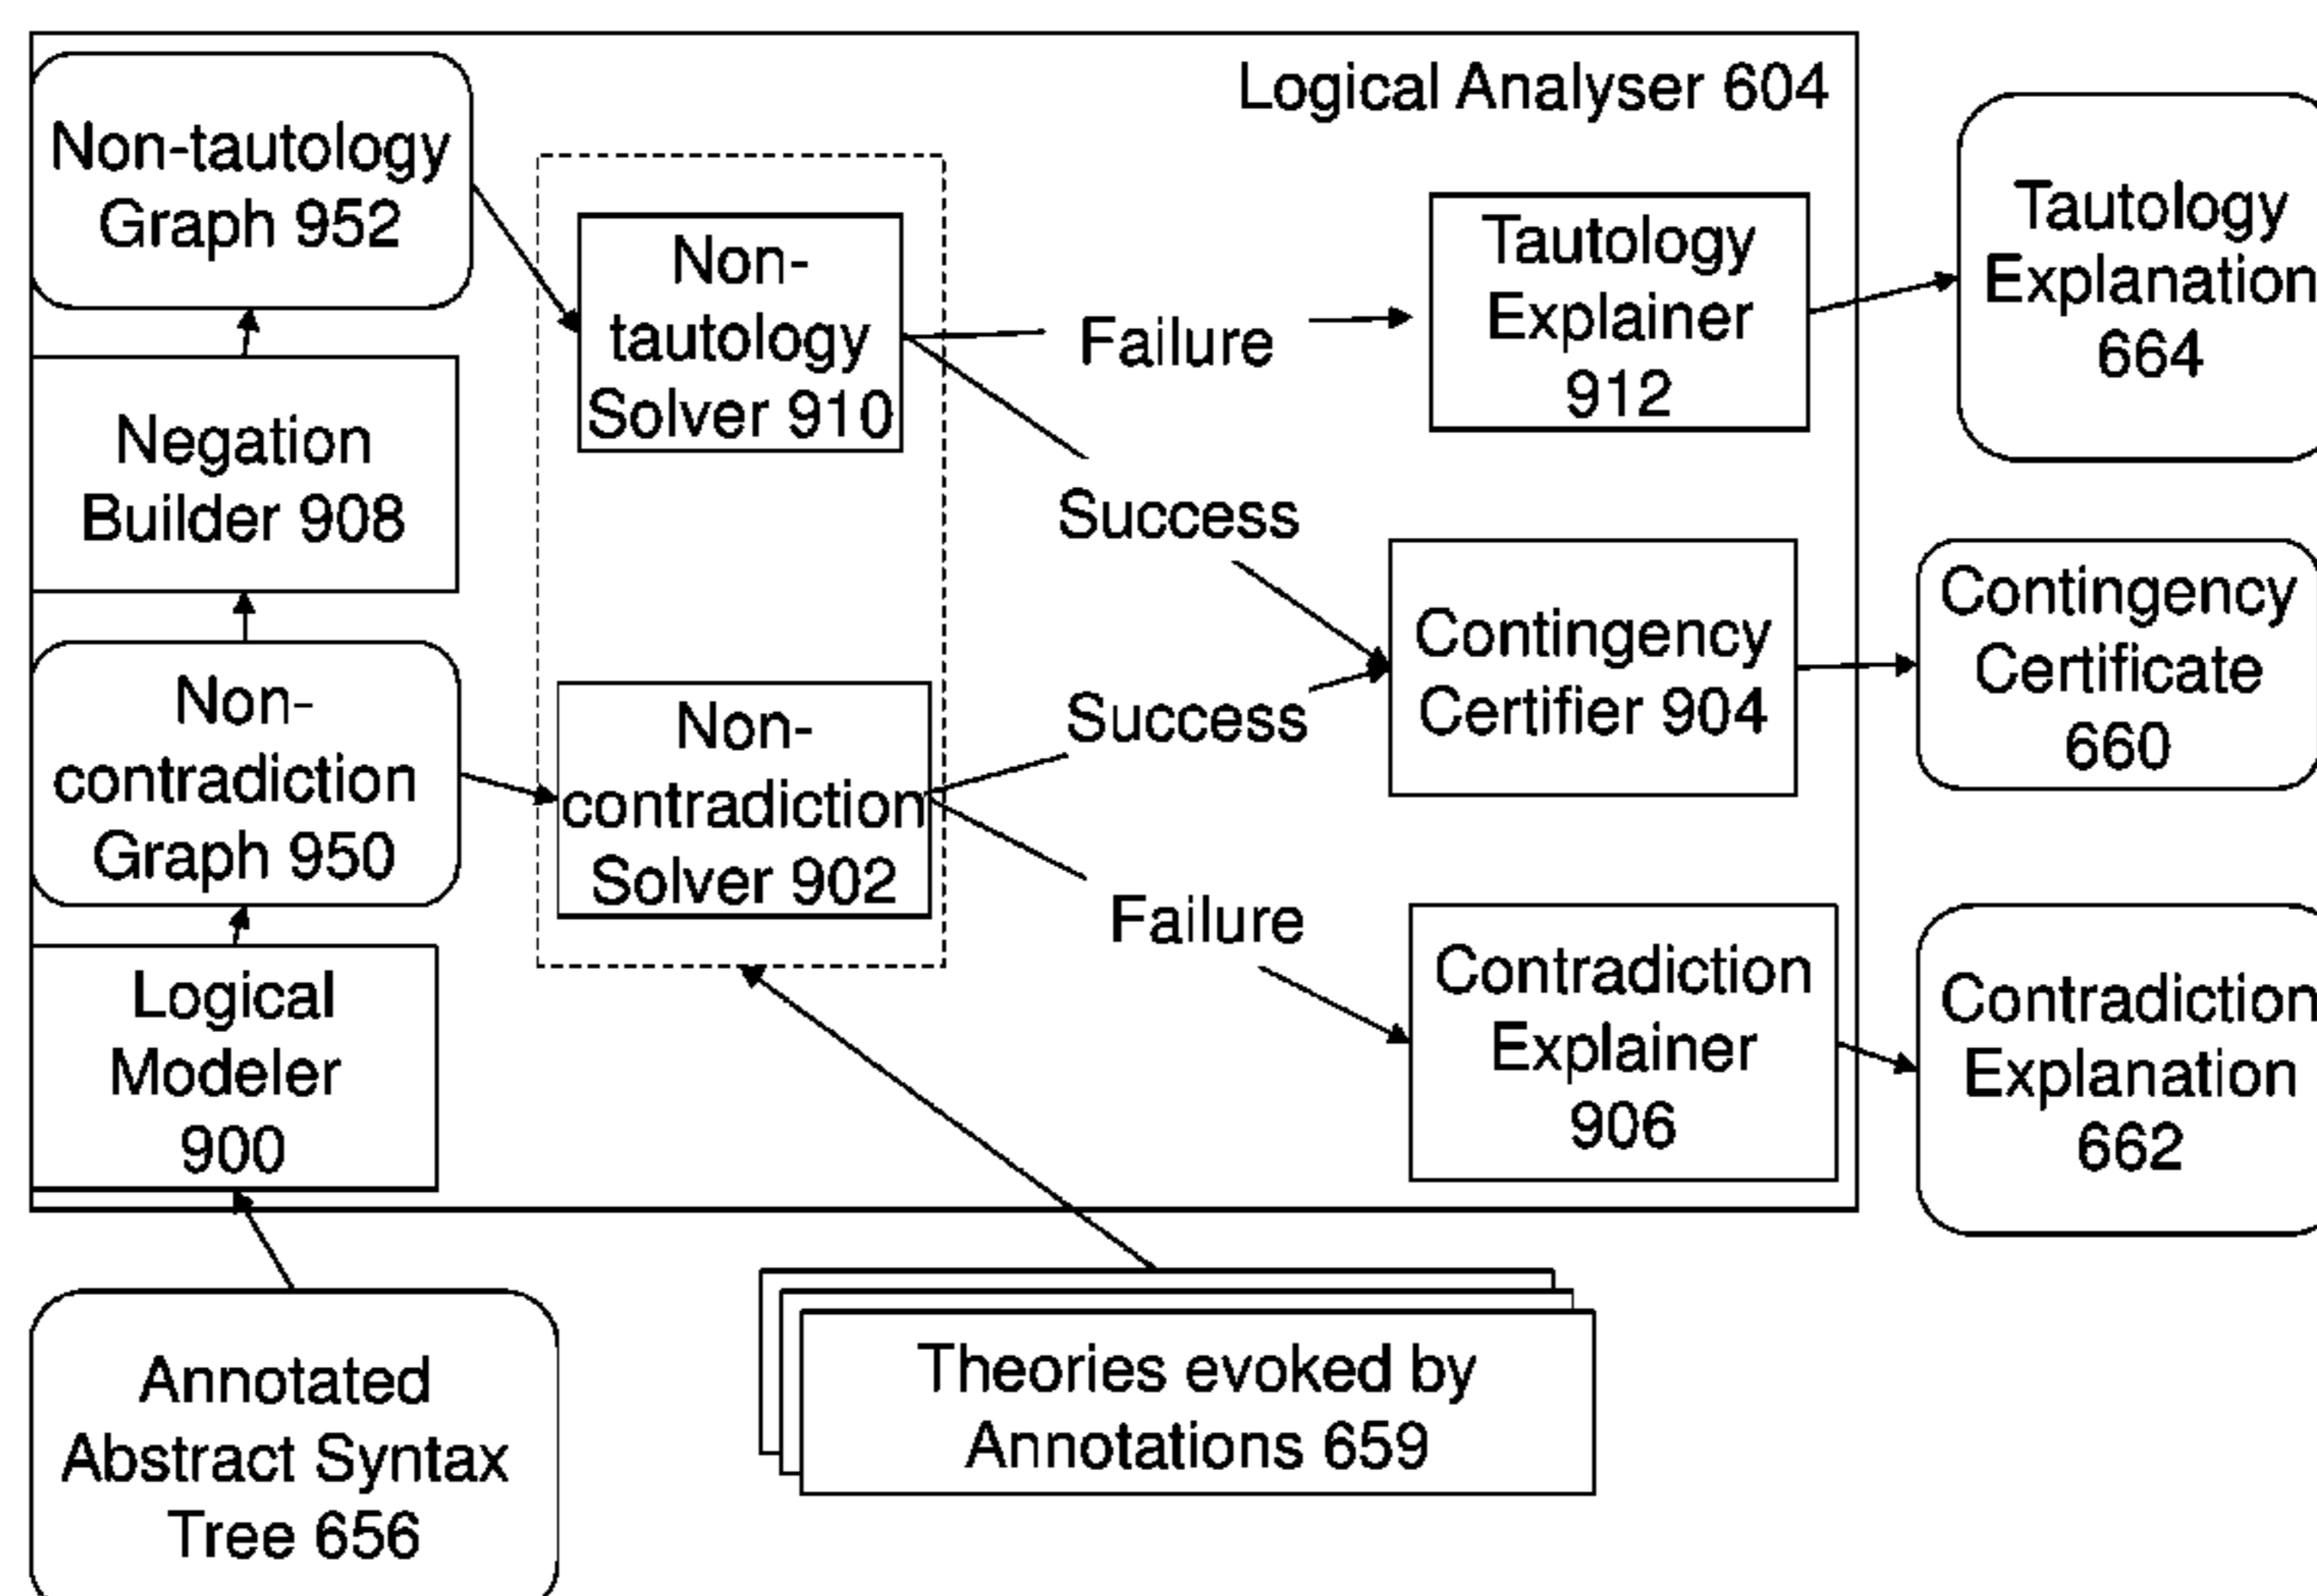 Logical Analyser 604
Non-tautology
Graph 952
Negation
Builder 908
Non-
contradiction
Graph 950
Logical
Modeler
900
Annotated
Abstract Syntax
Tree 656
Non-
tautology
Solver 910
Non-
contradiction
Solver 902
Failure
Success
Success
Failure
Tautology
Explainer
912
Contingency
Certifier 904
Contradiction
Explainer
906
Tautology
Explanation
664
Contingency
Certificate
660
Contradiction
Explanation
662
Theories evoked by
Annotations 659